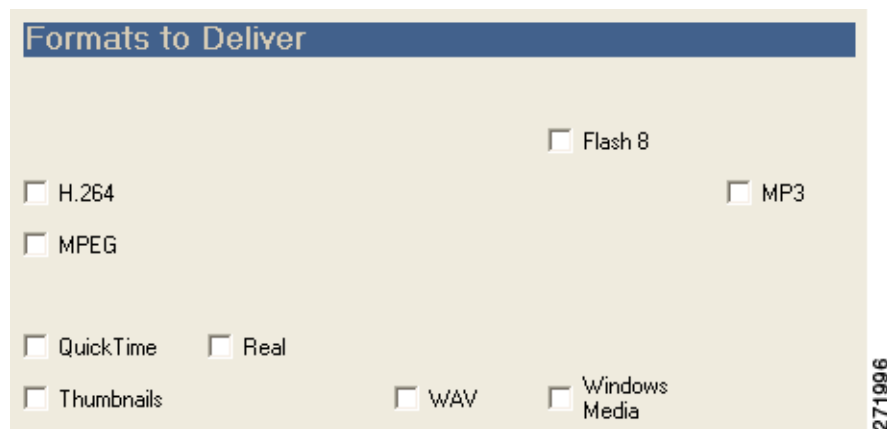 Formats to Deliver
Flash 8
H.264
MP3
MPEG
QuickTime
Real
Thumbnails
WAV
Windows
Media
271996